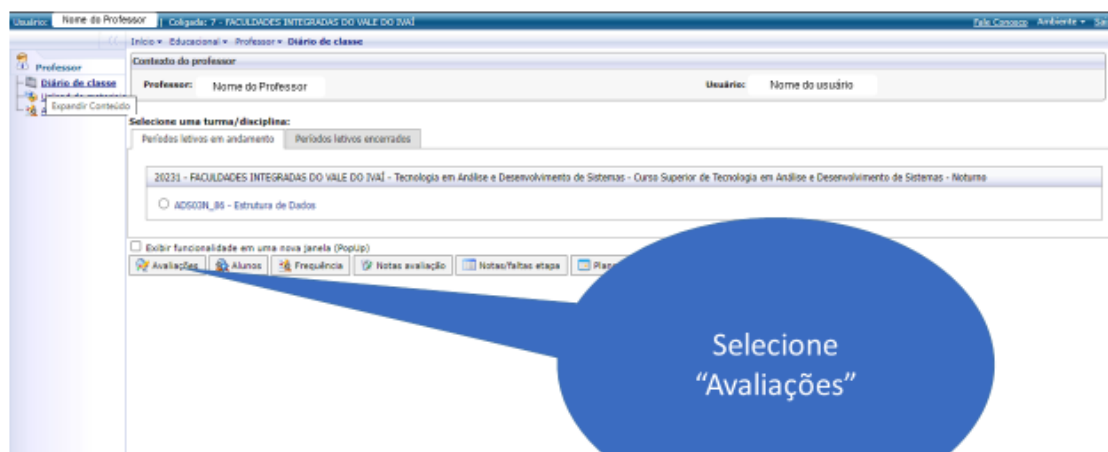 Usuário: Nome do Professor | Coligada: 7 - FACULDADES INTEGRADAS DO VALE DO IVAÍ Fale Conosco Ambiente
Início Educacional Professor Diário de classe
Professor
Diário de classe
Expandir Conteúdo
Contexto do professor
Professor: Nome do Professor Usuário: Nome do usuário
Selecione uma turma/disciplina:
Períodos letivos em andamento Períodos letivos encerrados
20231 - FACULDADES INTEGRADAS DO VALE DO IVAÍ - Tecnologia em Análise e Desenvolvimento de Sistemas - Curso Superior de Tecnologia em Análise e Desenvolvimento de Sistemas - Noturno
ADS03N_86 - Estrutura de Dados
Exibir funcionalidade em uma nova janela (PopUp)
Avaliações Alunos Frequência Notas avaliação Notas/faltas etapa
Selecione
“Avaliações”